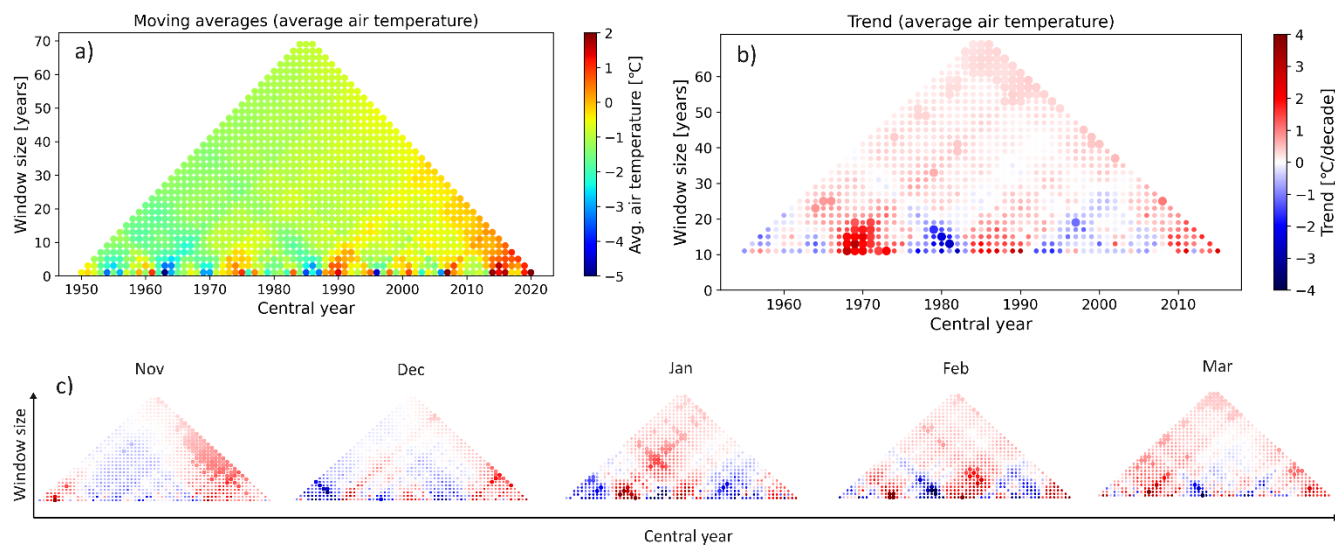 Moving averages (average air temperature)
a)
Window size [years]
70
60
50
40
30
20
10
0
1950 1960 1970 1980 1990 2000 2010 2020
Central year
2
1
0
−1
−2
−3
−4
−5
Avg. air temperature [℃]
Trend (average air temperature)
b)
Window size [years]
60
50
40
30
20
10
0
1960 1970 1980 1990 2000 2010
Central year
4
3
2
1
0
−1
−2
−3
−4
Trend [℃/decade]
c)
Nov Dec Jan Feb Mar
Window size
Central year